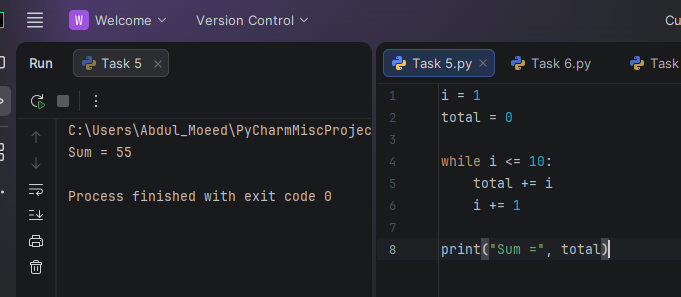 W Welcome Version Control Cu
Run Task 5
C:\Users\Abdul_Moeed\PyCharmMiscProjec
Sum = 55
Process finished with exit code 0
Task 5.py Task 6.py Task
1 i = 1
2 total = 0
3
4 while i <= 10:
5 total += i
6 i += 1
7
8 print("Sum =", total)